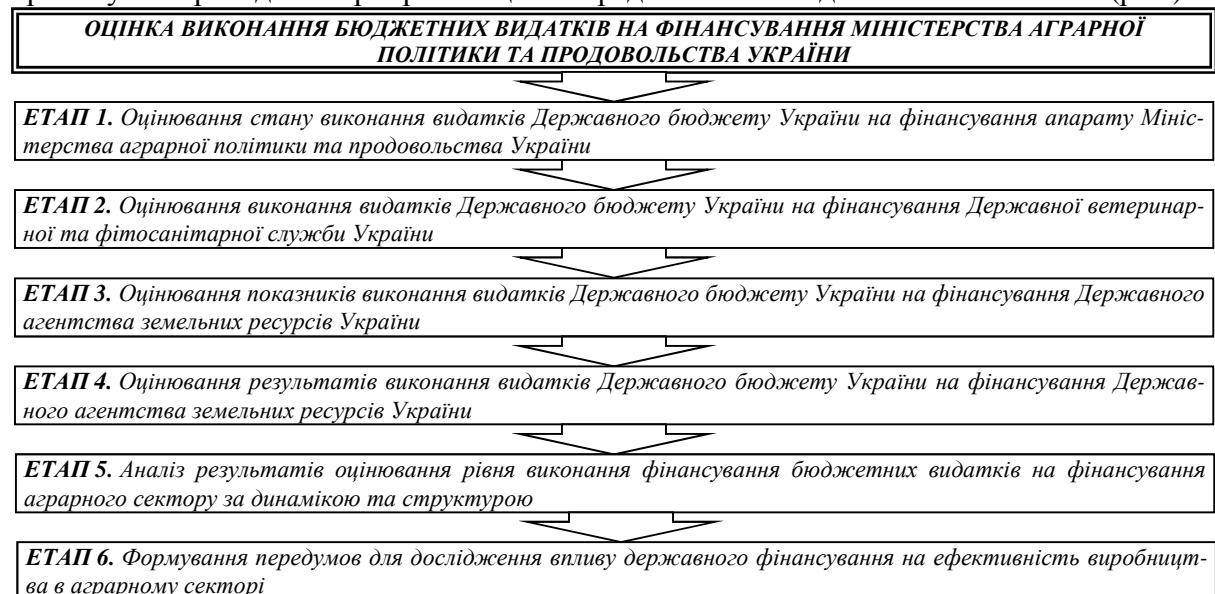 ОЦІНКА ВИКОНАННЯ БЮДЖЕТНИХ ВИДАТКІВ НА ФІНАНСУВАННЯ МІНІСТЕРСТВА АГРАРНОЇ
ПОЛІТИКИ ТА ПРОДОВОЛЬСТВА УКРАЇНИ
ЕТАП 1. Оцінювання стану виконання видатків Державного бюджету України на фінансування апарату Мініс-
терства аграрної політики та продовольства України
ЕТАП 2. Оцінювання виконання видатків Державного бюджету України на фінансування Державної ветеринар-
ної та фітосанітарної служби України
ЕТАП 3. Оцінювання показників виконання видатків Державного бюджету України на фінансування Державного
агентства земельних ресурсів України
ЕТАП 4. Оцінювання результатів виконання видатків Державного бюджету України на фінансування Держав-
ного агентства земельних ресурсів України
ЕТАП 5. Аналіз результатів оцінювання рівня виконання фінансування бюджетних видатків на фінансування
аграрного сектору за динамікою та структурою
ЕТАП 6. Формування передумов для дослідження впливу державного фінансування на ефективність виробницт-
ва в аграрному секторі